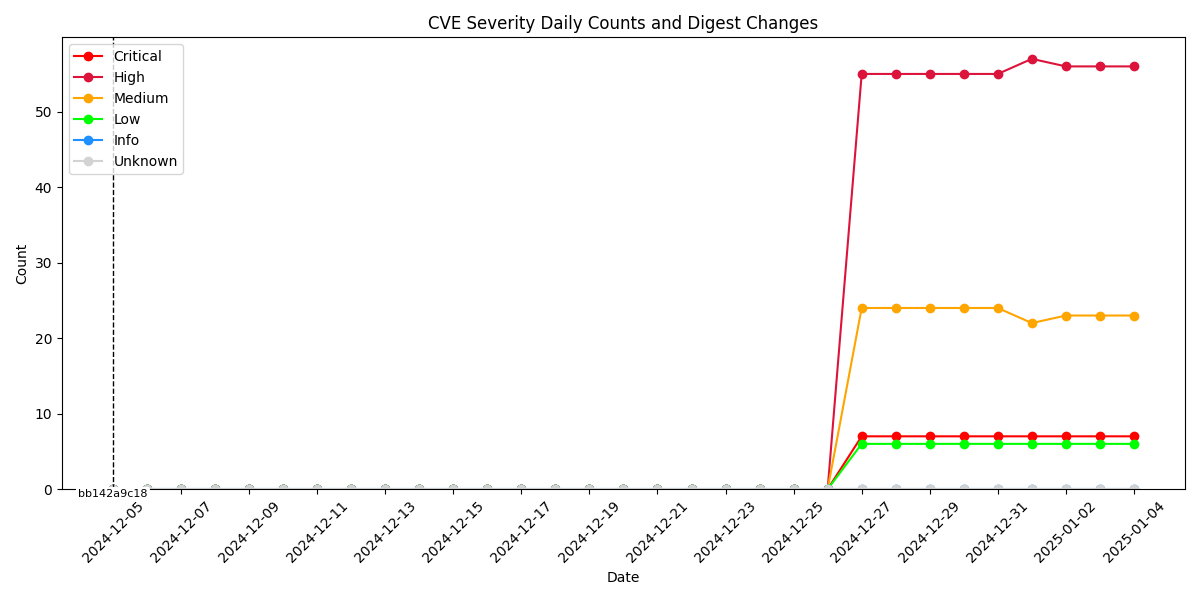 CVE Severity Daily Counts and Digest Changes
Critical
High
Medium
Low
Info
Unknown
Count
50
40
30
20
10
0
bb142a9c18
2024-12-05
2024-12-07
2024-12-09
2024-12-11
2024-12-13
2024-12-15
2024-12-17
2024-12-19
2024-12-21
2024-12-23
2024-12-25
2024-12-27
2024-12-29
2024-12-31
2025-01-02
2025-01-04
Date